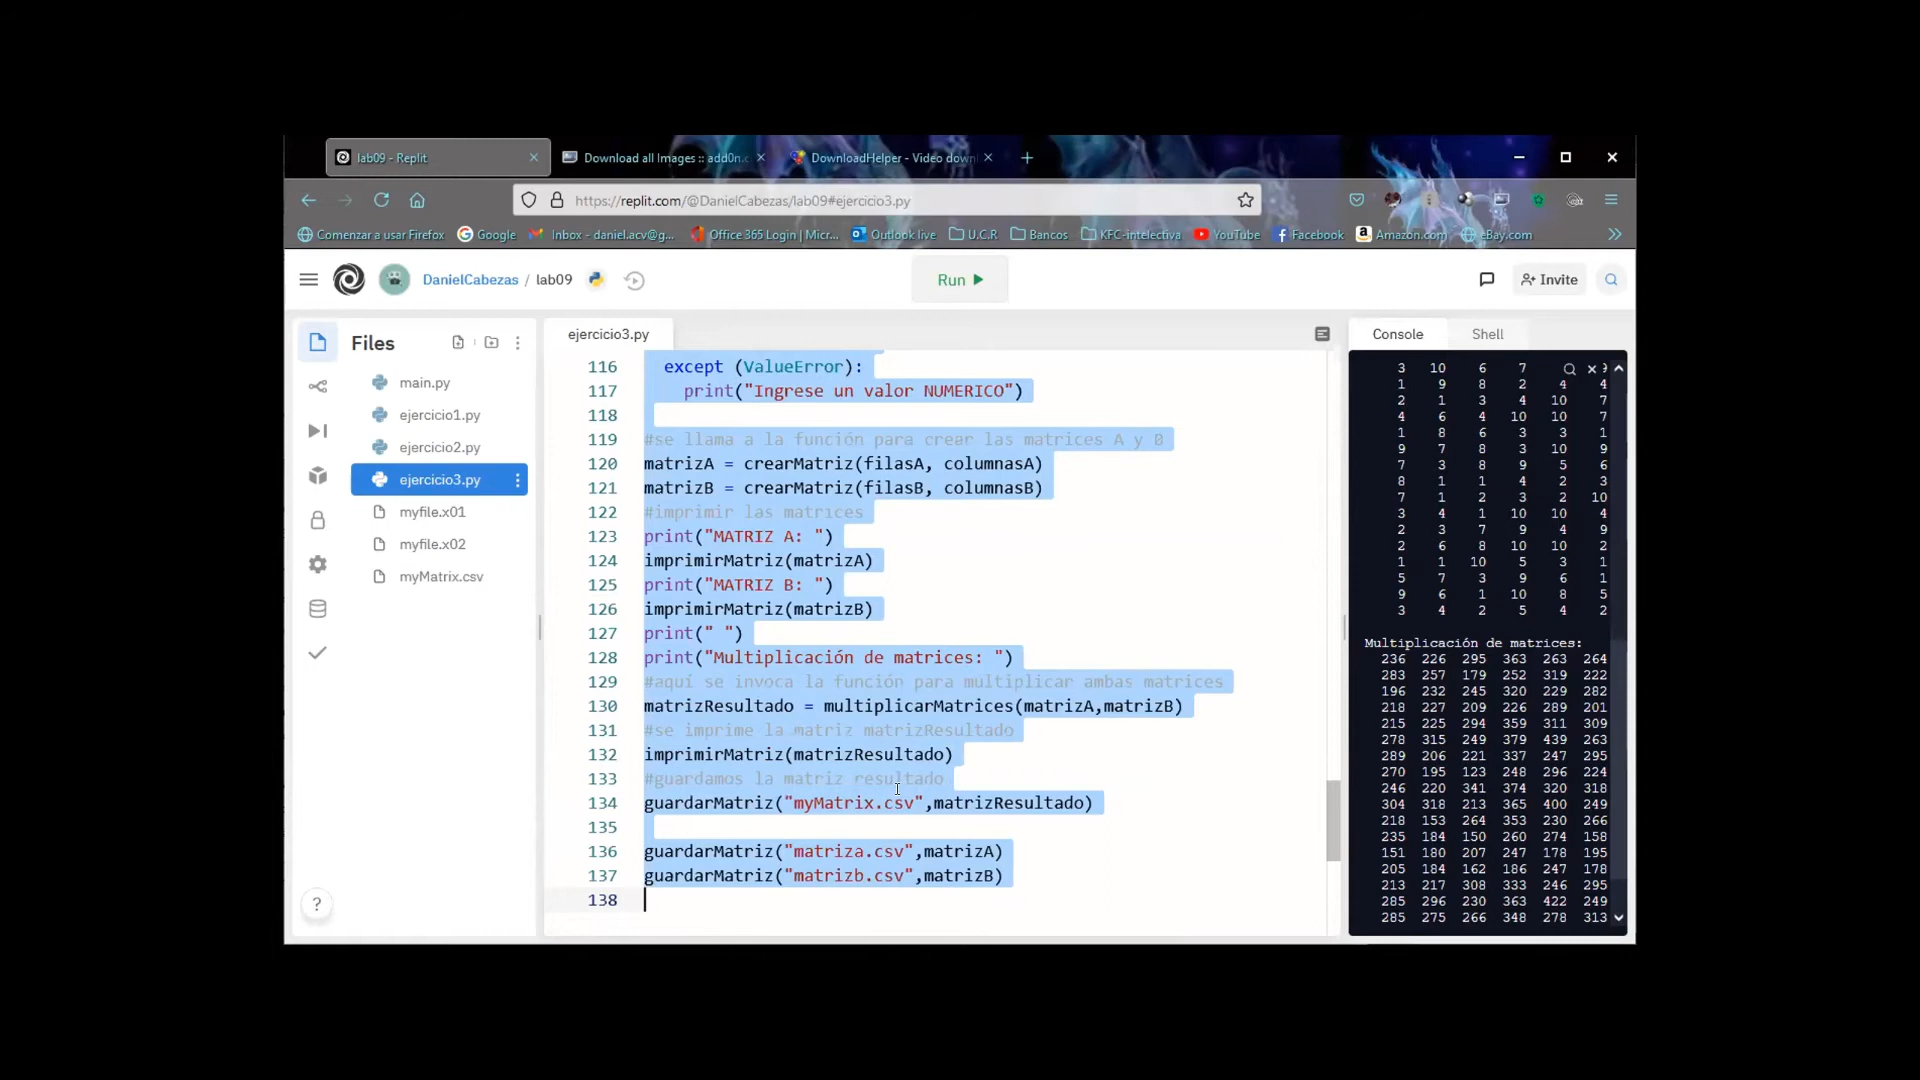 lab09 - Replit
Download all Images :: add0n.c
DownloadHelper - Video down
https://replit.com/@DanielCabezas/lab09#ejercicio3.py
Comenzar a usar Firefox
Google
Inbox - daniel.acv@g...
Office 365 Login | Micr...
Outlook live
U.C.R
Bancos
KFC-intelectiva
YouTube
Facebook
Amazon.com
eBay.com
DanielCabezas / lab09
Run
Invite
Files
main.py
ejercicio1.py
ejercicio2.py
ejercicio3.py
myfile.x01
myfile.x02
myMatrix.csv
?
ejercicio3.py
116 except (ValueError):
117 print("Ingrese un valor NUMERICO")
118
119 #se llama a la función para crear las matrices A y B
120 matrizA = crearMatriz(filasA, columnasA)
121 matrizB = crearMatriz(filasB, columnasB)
122 #imprimir las matrices
123 print("MATRIZ A: ")
124 imprimirMatriz(matrizA)
125 print("MATRIZ B: ")
126 imprimirMatriz(matrizB)
127 print(" ")
128 print("Multiplicación de matrices: ")
129 #aquí se invoca la función para multiplicar ambas matrices
130 matrizResultado = multiplicarMatrices(matrizA,matrizB)
131 #se imprime la matriz matrizResultado
132 imprimirMatriz(matrizResultado)
133 #guardamos la matriz resultado
134 guardarMatriz("myMatrix.csv",matrizResultado)
135
136 guardarMatriz("matriza.csv",matrizA)
137 guardarMatriz("matrizb.csv",matrizB)
138
Console
Shell
3 10 6 7
1 9 8 2 4 4
2 1 3 4 10 7
4 6 4 10 10 7
1 8 6 3 3 1
9 7 8 3 10 9
7 3 8 9 5 6
8 1 1 4 2 3
7 1 2 3 2 10
3 4 1 10 10 4
2 3 7 9 4 9
2 6 8 10 10 2
1 1 10 5 3 1
5 7 3 9 6 1
9 6 1 10 8 5
3 4 2 5 4 2
Multiplicación de matrices:
236 226 295 363 263 264
283 257 179 252 319 222
196 232 245 320 229 282
218 227 209 226 289 201
215 225 294 359 311 309
278 315 249 379 439 263
289 206 221 337 247 295
270 195 123 248 296 224
246 220 341 374 320 318
304 318 213 365 400 249
218 153 264 353 230 266
235 184 150 260 274 158
151 180 207 247 178 195
205 184 162 186 247 178
213 217 308 333 246 295
285 296 230 363 422 249
285 275 266 348 278 313